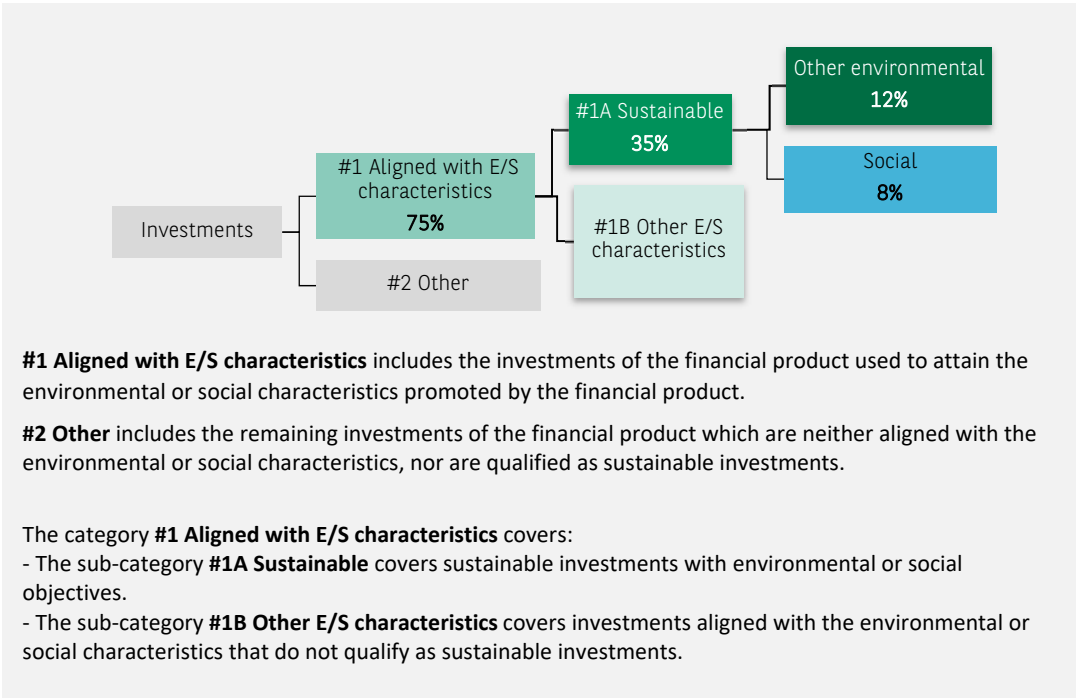 Other environmental
12%
#1A Sustainable
35%
Social
8%
#1 Aligned with E/S
characteristics
75%
Investments
#1B Other E/S
characteristics
#2 Other
#1 Aligned with E/S characteristics includes the investments of the financial product used to attain the
environmental or social characteristics promoted by the financial product.
#2 Other includes the remaining investments of the financial product which are neither aligned with the
environmental or social characteristics, nor are qualified as sustainable investments.
The category #1 Aligned with E/S characteristics covers:
- The sub-category #1A Sustainable covers sustainable investments with environmental or social
objectives.
- The sub-category #1B Other E/S characteristics covers investments aligned with the environmental or
social characteristics that do not qualify as sustainable investments.